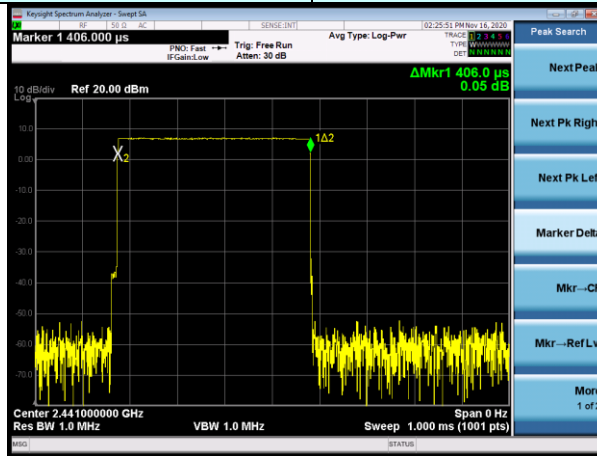 Keysight Spectrum Analyzer - Swept SA
RF 50 Ω AC SENSE:INT 02:25:51 PM Nov 16, 2020
Marker 1 406.000 μs Avg Type: Log-Pwr TRACE 1 2 3 4 5 6
PNO: Fast Trig: Free Run TYPE WWWWWW
IFGain:Low Atten: 30 dB DET N N N N N N
Peak Search
ΔMkr1 406.0 μs
0.05 dB
10 dB/div Ref 20.00 dBm
Log
10.0
0.00
-10.0
-20.0
-30.0
-40.0
-50.0
-60.0
-70.0
1Δ2
X2
Next Peak
Next Pk Righ
Next Pk Lef
Marker Delta
Mkr→CF
Mkr→Ref Lv
More
1 of 2
Center 2.441000000 GHz Span 0 Hz
Res BW 1.0 MHz VBW 1.0 MHz Sweep 1.000 ms (1001 pts)
MSG STATUS